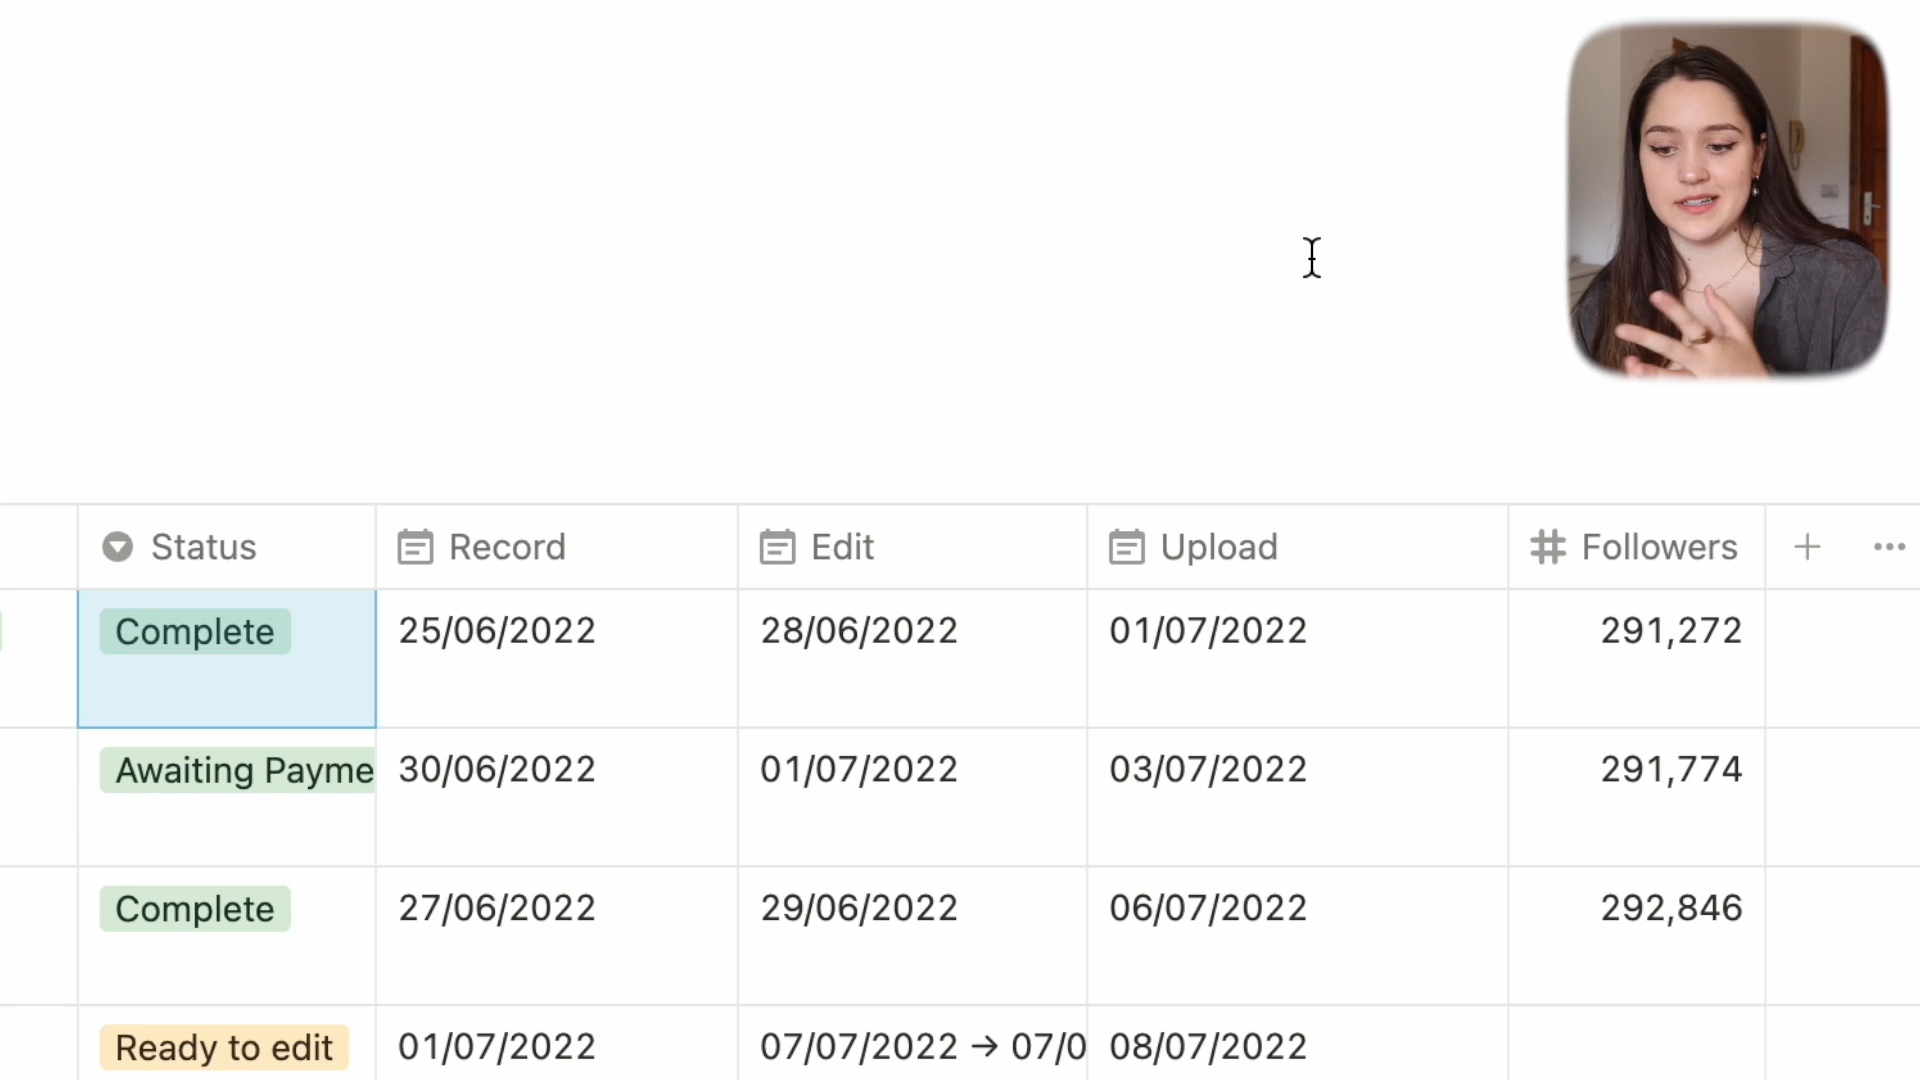 Status Record Edit Upload Followers
Complete 25/06/2022 28/06/2022 01/07/2022 291,272
Awaiting Payme 30/06/2022 01/07/2022 03/07/2022 291,774
Complete 27/06/2022 29/06/2022 06/07/2022 292,846
Ready to edit 01/07/2022 07/07/2022 → 07/0 08/07/2022